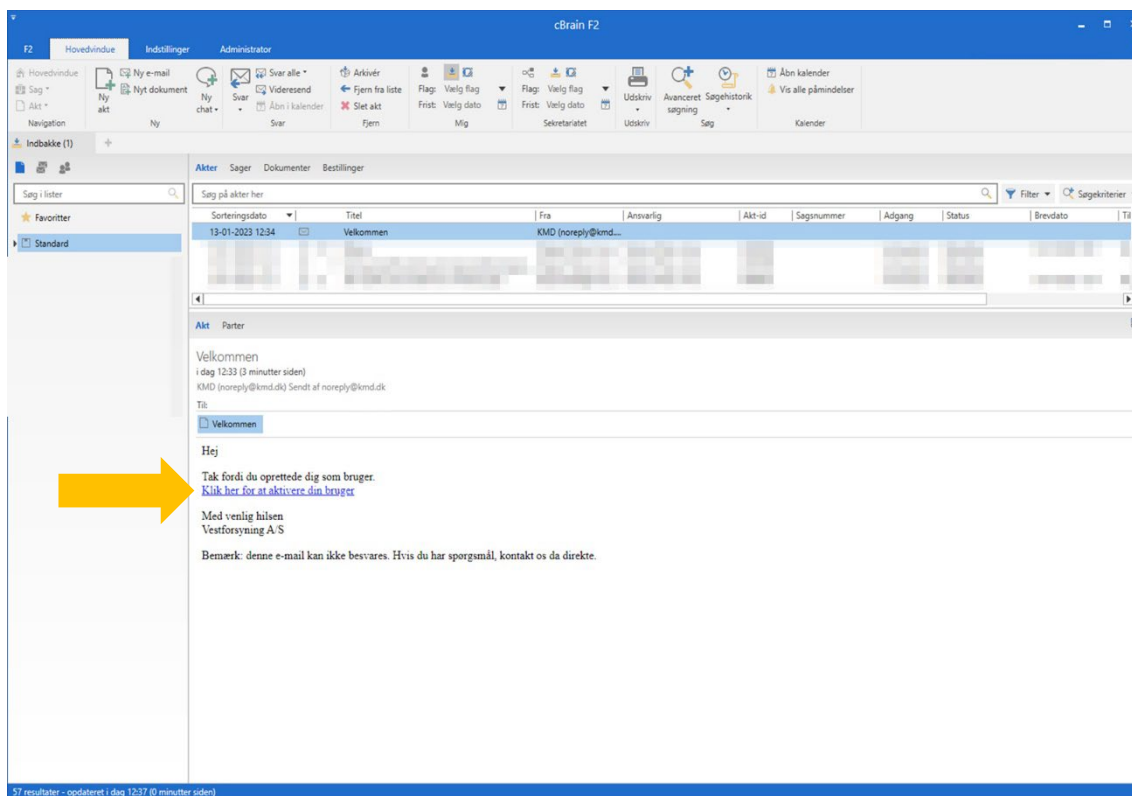 cBrain F2
F2 Hovedvindue Indstillinger Administrator
Hovedvindue
Sag
Akt
Navigation
Ny akt
Ny e-mail
Nyt dokument
Ny
Ny chat
Svar
Svar alle
Videresend
Åbn i kalender
Svar
Arkivér
Fjern fra liste
Slet akt
Fjern
Flag: Vælg flag
Frist: Vælg dato
Mig
Flag: Vælg flag
Frist: Vælg dato
Sekretariatet
Udskriv
Udskriv
Avanceret søgning
Søgehistorik
Søg
Åbn kalender
Vis alle påmindelser
Kalender
Indbakke (1)
Akter Sager Dokumenter Bestillinger
Søg i lister
Søg på akter her
Filter Søgekriterier
Favoritter
Standard
Sorteringsdato Titel Fra Ansvarlig Akt-id Sagsnummer Adgang Status Brevdato Til
13-01-2023 12:34 Velkommen KMD (noreply@kmd....
Akt Parter
Velkommen
i dag 12:33 (3 minutter siden)
KMD (noreply@kmd.dk) Sendt af noreply@kmd.dk
Til:
Velkommen
Hej
Tak fordi du oprettede dig som bruger.
Klik her for at aktivere din bruger
Med venlig hilsen
Vestforsyning A/S
Bemærk: denne e-mail kan ikke besvares. Hvis du har spørgsmål, kontakt os da direkte.
57 resultater - opdateret i dag 12:37 (0 minutter siden)